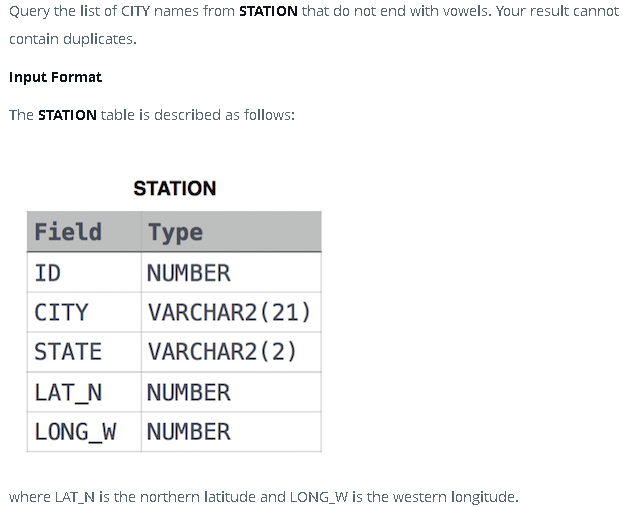 Query the list of CITY names from STATION that do not end with vowels. Your result cannot
contain duplicates.
Input Format
The STATION table is described as follows:
STATION
Field Type
ID NUMBER
CITY VARCHAR2(21)
STATE VARCHAR2(2)
LAT_N NUMBER
LONG_W NUMBER
where LAT_N is the northern latitude and LONG_W is the western longitude.